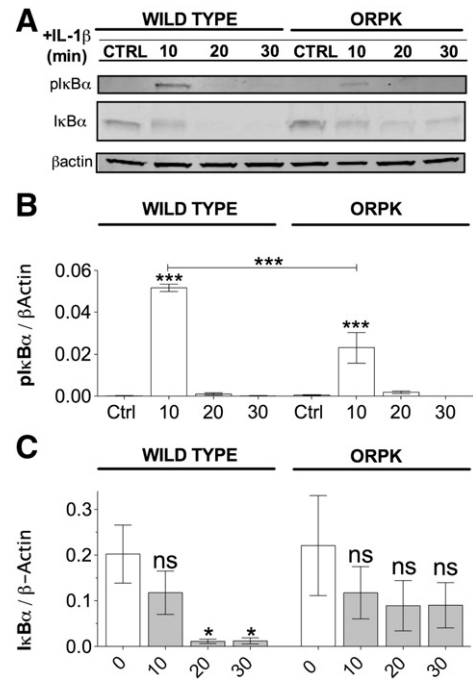 A
WILD TYPE ORPK
+IL-1β
(min) CTRL 10 20 30 CTRL 10 20 30
pIκBα
IκBα
βactin
B
WILD TYPE ORPK
pIκBα / βActin
0.06
0.04
0.02
0.00
***
***
***
Ctrl 10 20 30 Ctrl 10 20 30
C
WILD TYPE ORPK
IκBα / β-Actin
0.3
0.2
0.1
0.0
ns * * ns ns ns
0 10 20 30 0 10 20 30